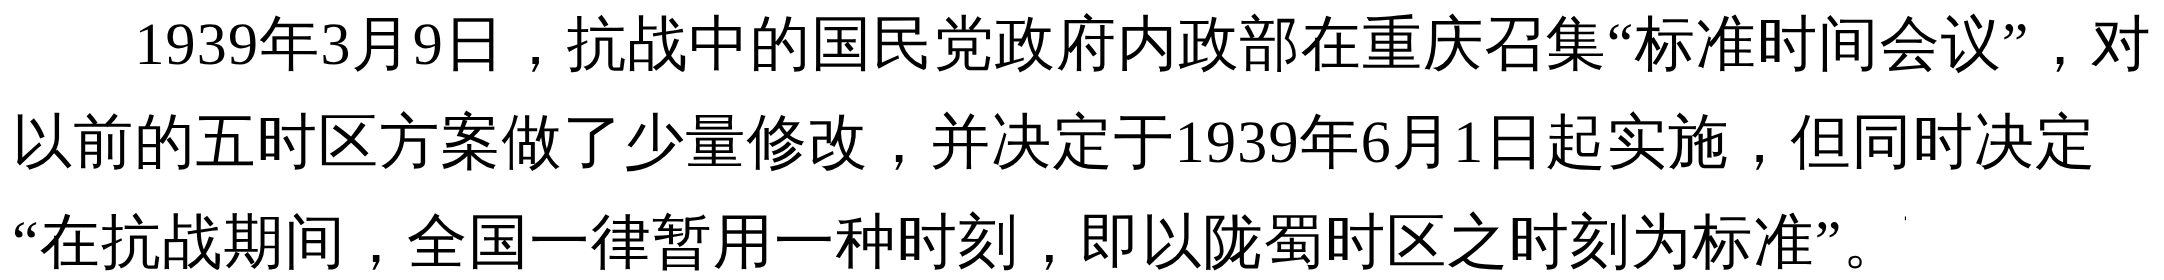 1939年3月9日，抗战中的国民党政府内政部在重庆召集“标准时间会议”，对
以前的五时区方案做了少量修改，并决定于1939年6月1日起实施，但同时决定
“在抗战期间，全国一律暂用一种时刻，即以陇蜀时区之时刻为标准”。